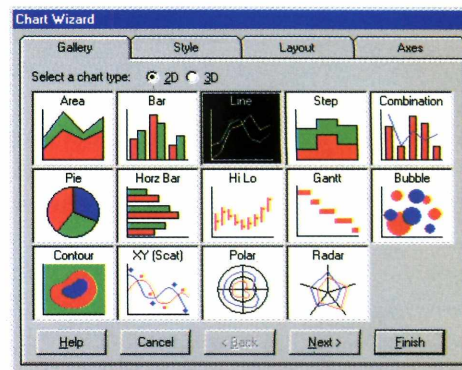 Chart Wizard
Gallery Style Layout Axes
Select a chart type: 2D 3D
Area Bar Line Step Combination
Pie Horz Bar Hi Lo Gantt Bubble
Contour XY (Scat) Polar Radar
Help Cancel < Back Next > Finish